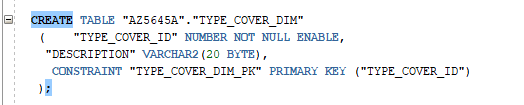 CREATE TABLE "AZ5645A"."TYPE_COVER_DIM"
( "TYPE_COVER_ID" NUMBER NOT NULL ENABLE,
"DESCRIPTION" VARCHAR2(20 BYTE),
CONSTRAINT "TYPE_COVER_DIM_PK" PRIMARY KEY ("TYPE_COVER_ID")
);